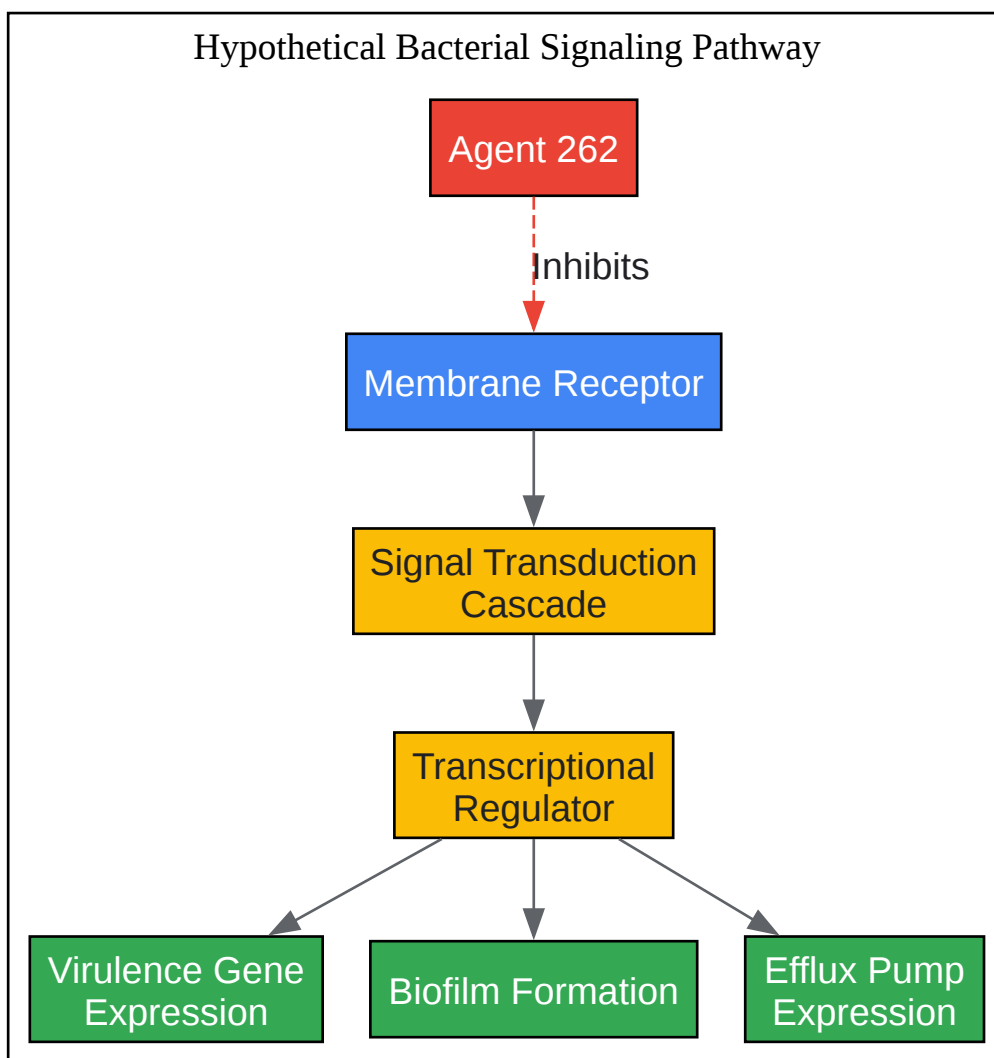 Hypothetical Bacterial Signaling Pathway
Agent 262
Inhibits
Membrane Receptor
Signal Transduction
Cascade
Transcriptional
Regulator
Virulence Gene
Expression
Biofilm Formation
Efflux Pump
Expression